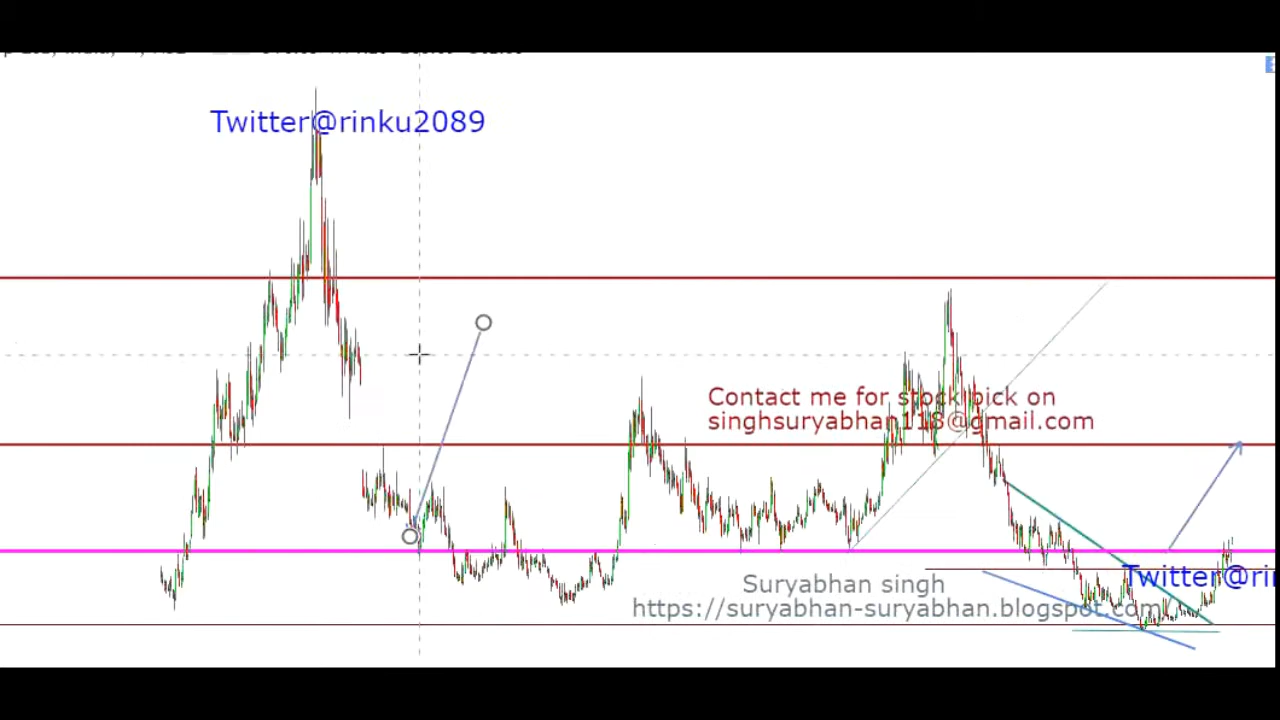 Twitter@rinku2089
Contact me for stock pick on
singhsuryabhan118@gmail.com
Suryabhan singh
https://suryabhan-suryabhan.blogspot.com/